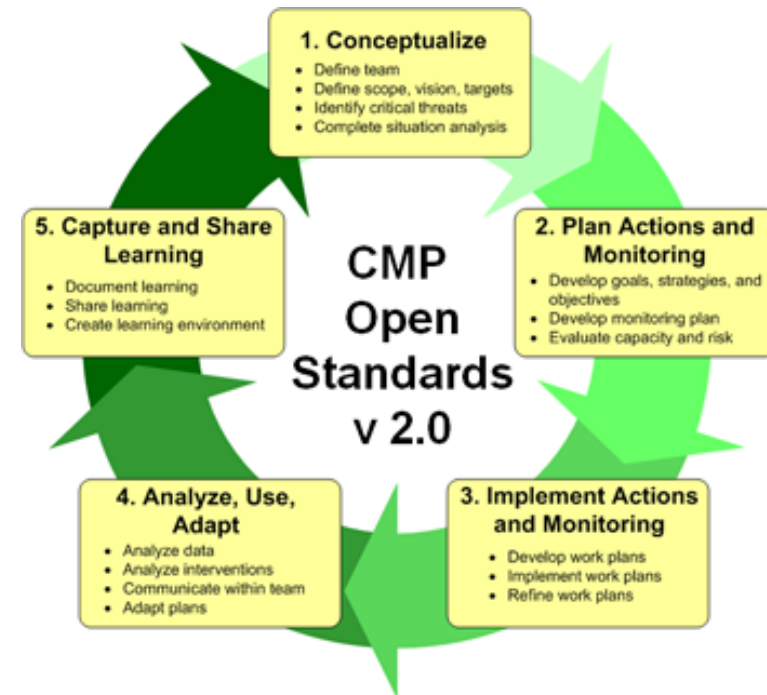 1. Conceptualize
• Define team
• Define scope, vision, targets
• Identify critical threats
• Complete situation analysis
2. Plan Actions and
Monitoring
• Develop goals, strategies, and
objectives
• Develop monitoring plan
• Evaluate capacity and risk
3. Implement Actions
and Monitoring
• Develop work plans
• Implement work plans
• Refine work plans
4. Analyze, Use,
Adapt
• Analyze data
• Analyze interventions
• Communicate within team
• Adapt plans
5. Capture and Share
Learning
• Document learning
• Share learning
• Create learning environment
CMP
Open
Standards
v 2.0